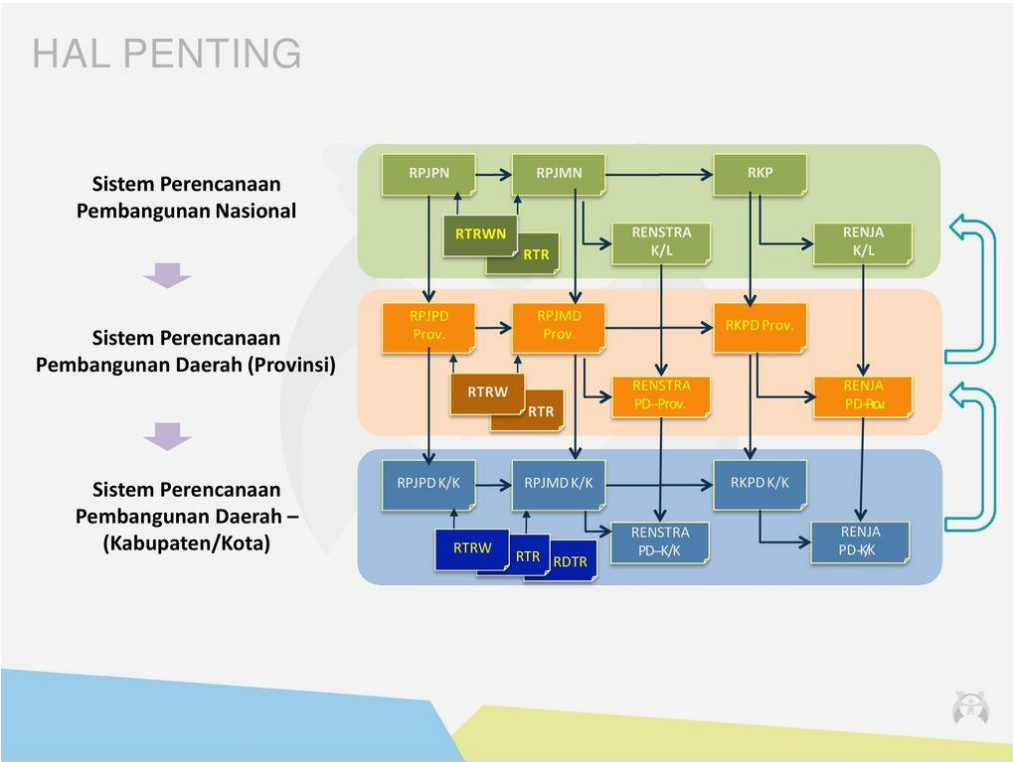 HAL PENTING
Sistem Perencanaan
Pembangunan Nasional
RPJPN
RPJMN
RKP
RTRWN
RTR
RENSTRA
K/L
RENJA
K/L
Sistem Perencanaan
Pembangunan Daerah (Provinsi)
RPJPD
Prov.
RPJMD
Prov.
RKPD Prov.
RTRW
RTR
RENSTRA
PD–Prov.
RENJA
PD-Prov.
Sistem Perencanaan
Pembangunan Daerah –
(Kabupaten/Kota)
RPJPD K/K
RPJMD K/K
RKPD K/K
RTRW
RTR
RDTR
RENSTRA
PD–K/K
RENJA
PD-K/K